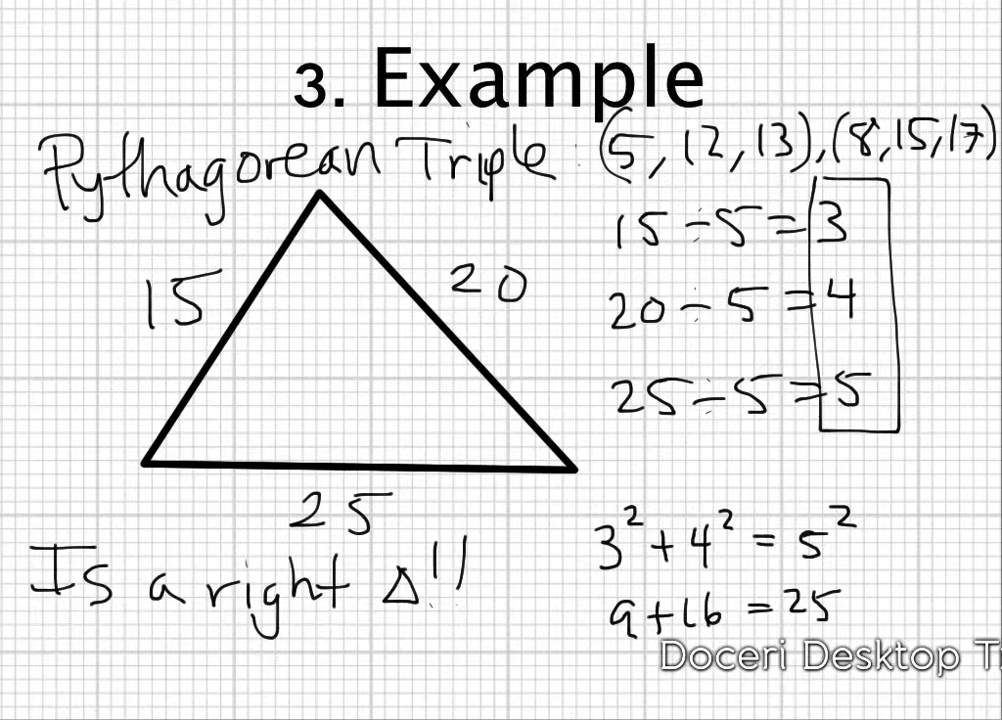 3. Example
Pythagorean Triple : (5, 12, 13), (8, 15, 17)
15 ÷ 5 = 3
15
20
20 ÷ 5 = 4
25 ÷ 5 = 5
25
3² + 4² = 5²
Is a right Δ!!
9 + 16 = 25
Doceri Desktop T